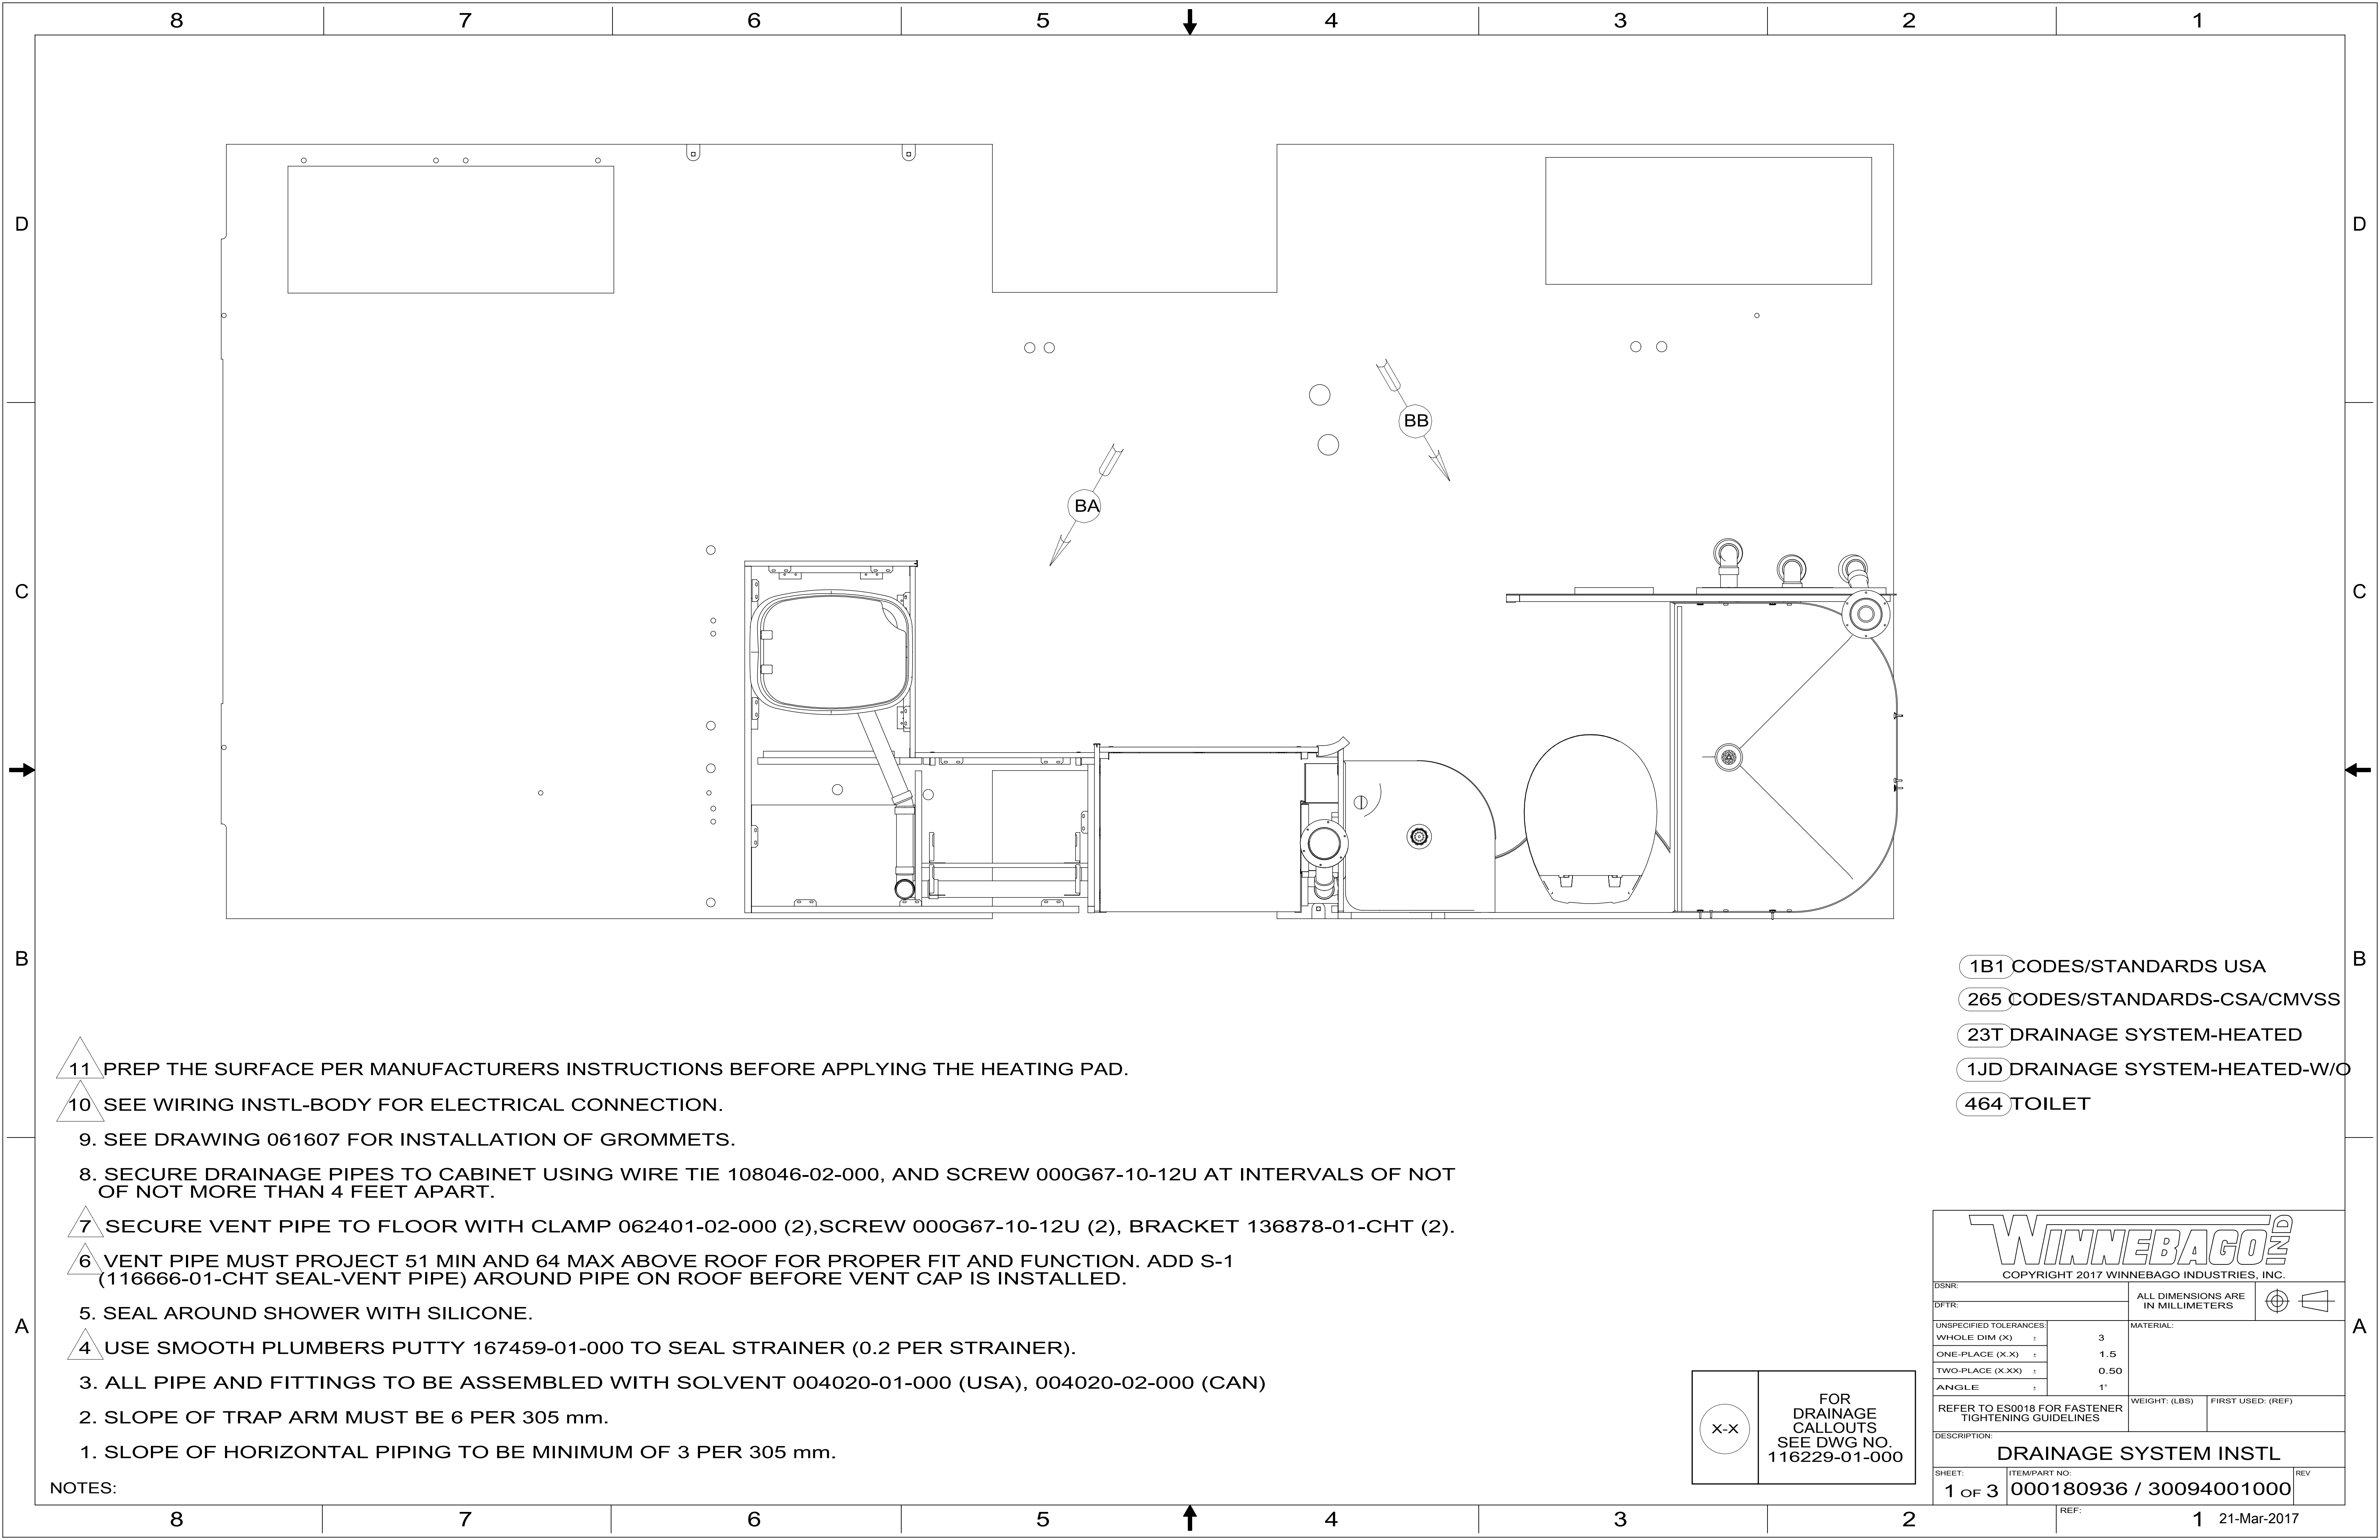 8 7 6 5 4 3 2 1
D D
BB
BA
C C
B B
1B1 CODES/STANDARDS USA
265 CODES/STANDARDS-CSA/CMVSS
23T DRAINAGE SYSTEM-HEATED
1JD DRAINAGE SYSTEM-HEATED-W/O
464 TOILET
11 PREP THE SURFACE PER MANUFACTURERS INSTRUCTIONS BEFORE APPLYING THE HEATING PAD.
10 SEE WIRING INSTL-BODY FOR ELECTRICAL CONNECTION.
9. SEE DRAWING 061607 FOR INSTALLATION OF GROMMETS.
8. SECURE DRAINAGE PIPES TO CABINET USING WIRE TIE 108046-02-000, AND SCREW 000G67-10-12U AT INTERVALS OF NOT
OF NOT MORE THAN 4 FEET APART.
7 SECURE VENT PIPE TO FLOOR WITH CLAMP 062401-02-000 (2),SCREW 000G67-10-12U (2), BRACKET 136878-01-CHT (2).
6 VENT PIPE MUST PROJECT 51 MIN AND 64 MAX ABOVE ROOF FOR PROPER FIT AND FUNCTION. ADD S-1
(116666-01-CHT SEAL-VENT PIPE) AROUND PIPE ON ROOF BEFORE VENT CAP IS INSTALLED.
5. SEAL AROUND SHOWER WITH SILICONE.
4 USE SMOOTH PLUMBERS PUTTY 167459-01-000 TO SEAL STRAINER (0.2 PER STRAINER).
3. ALL PIPE AND FITTINGS TO BE ASSEMBLED WITH SOLVENT 004020-01-000 (USA), 004020-02-000 (CAN)
2. SLOPE OF TRAP ARM MUST BE 6 PER 305 mm.
1. SLOPE OF HORIZONTAL PIPING TO BE MINIMUM OF 3 PER 305 mm.
NOTES:
A A
X-X
FOR
DRAINAGE
CALLOUTS
SEE DWG NO.
116229-01-000
WINNEBAGO IND
COPYRIGHT 2017 WINNEBAGO INDUSTRIES, INC.
DSNR:
DFTR:
ALL DIMENSIONS ARE
IN MILLIMETERS
UNSPECIFIED TOLERANCES:
WHOLE DIM (X) ± 3
ONE-PLACE (X.X) ± 1.5
TWO-PLACE (X.XX) ± 0.50
ANGLE ± 1°
MATERIAL:
REFER TO ES0018 FOR FASTENER
TIGHTENING GUIDELINES
WEIGHT: (LBS)
FIRST USED: (REF)
DESCRIPTION:
DRAINAGE SYSTEM INSTL
SHEET:
1 OF 3
ITEM/PART NO:
000180936 / 30094001000
REV
REF:
21-Mar-2017
8 7 6 5 4 3 2 1